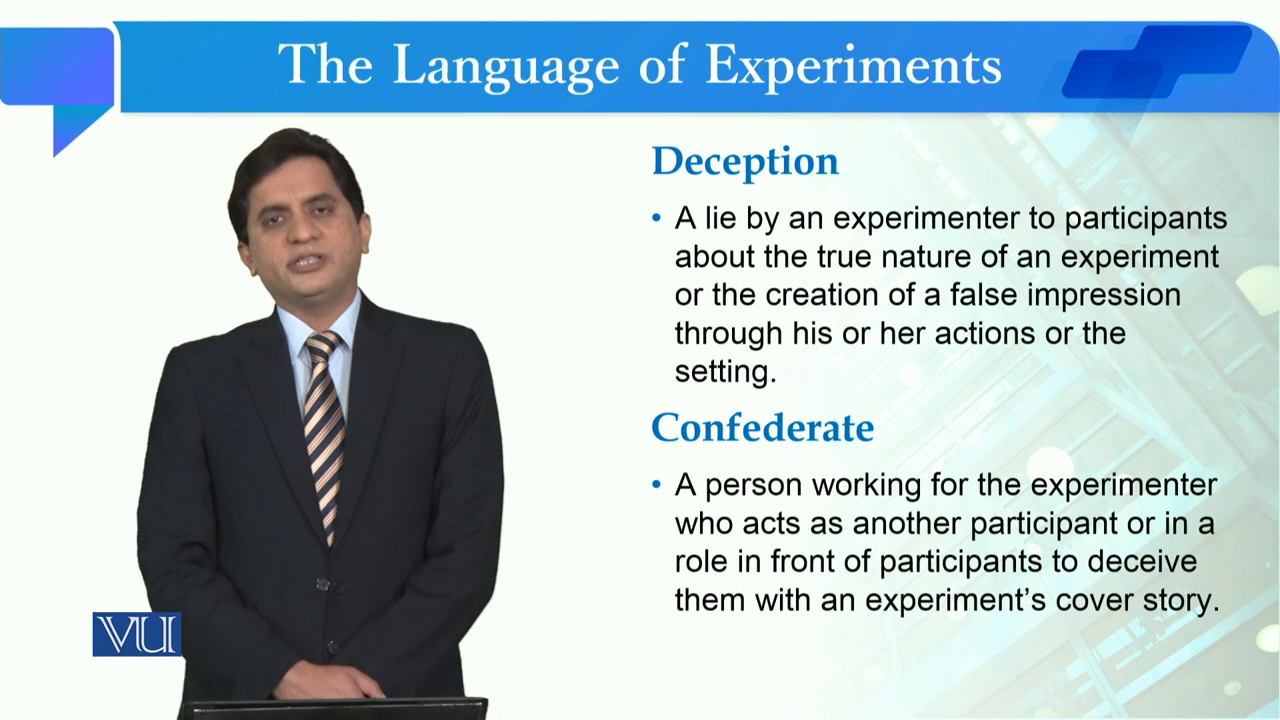 The Language of Experiments
Deception
• A lie by an experimenter to participants
about the true nature of an experiment
or the creation of a false impression
through his or her actions or the
setting.
Confederate
• A person working for the experimenter
who acts as another participant or in a
role in front of participants to deceive
them with an experiment’s cover story.
VU